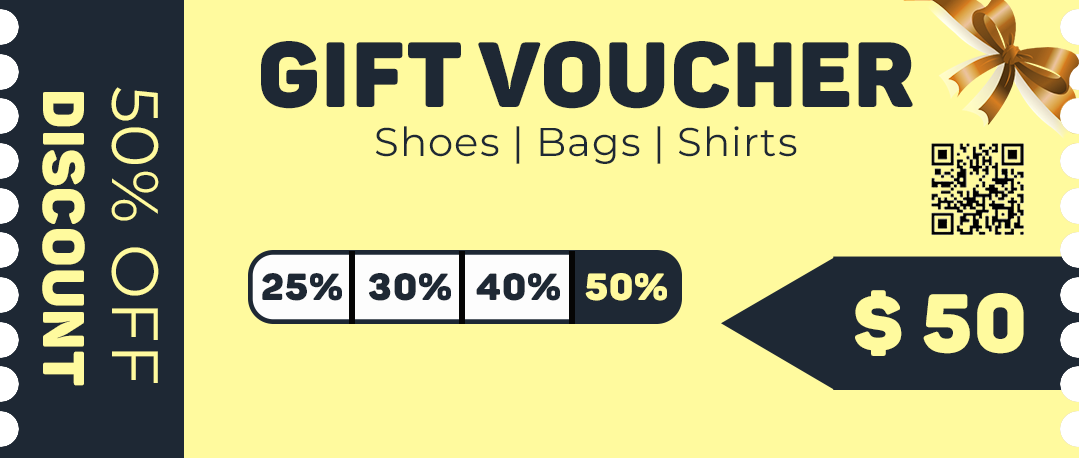 50% OFF
DISCOUNT
GIFT VOUCHER
Shoes | Bags | Shirts
25% 30% 40% 50%
$ 50